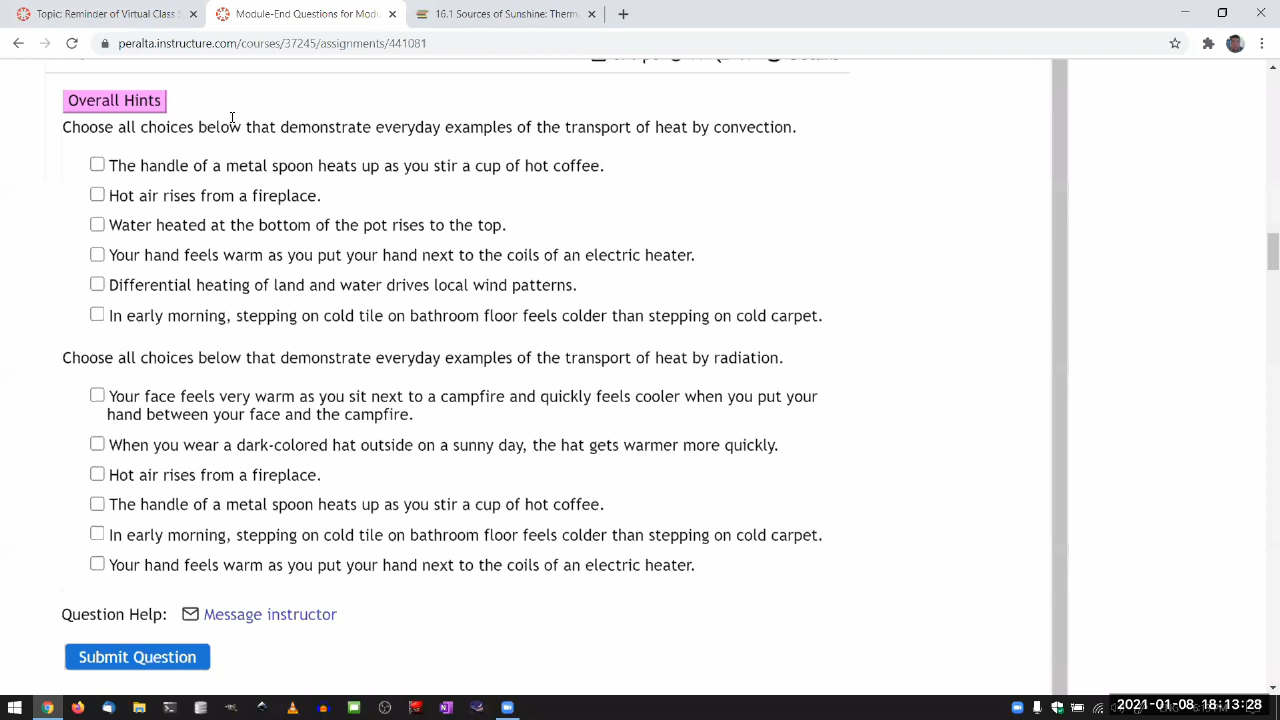 Topic Reminder of Virtual Class S
Module-End Questions for Modu
16.1 Sources of Sunshine: Therm
peralta.instructure.com/courses/37245/assignments/441081
Overall Hints
Choose all choices below that demonstrate everyday examples of the transport of heat by convection.
The handle of a metal spoon heats up as you stir a cup of hot coffee.
Hot air rises from a fireplace.
Water heated at the bottom of the pot rises to the top.
Your hand feels warm as you put your hand next to the coils of an electric heater.
Differential heating of land and water drives local wind patterns.
In early morning, stepping on cold tile on bathroom floor feels colder than stepping on cold carpet.
Choose all choices below that demonstrate everyday examples of the transport of heat by radiation.
Your face feels very warm as you sit next to a campfire and quickly feels cooler when you put your
hand between your face and the campfire.
When you wear a dark-colored hat outside on a sunny day, the hat gets warmer more quickly.
Hot air rises from a fireplace.
The handle of a metal spoon heats up as you stir a cup of hot coffee.
In early morning, stepping on cold tile on bathroom floor feels colder than stepping on cold carpet.
Your hand feels warm as you put your hand next to the coils of an electric heater.
Question Help: Message instructor
Submit Question
2021-01-08 18:13:28